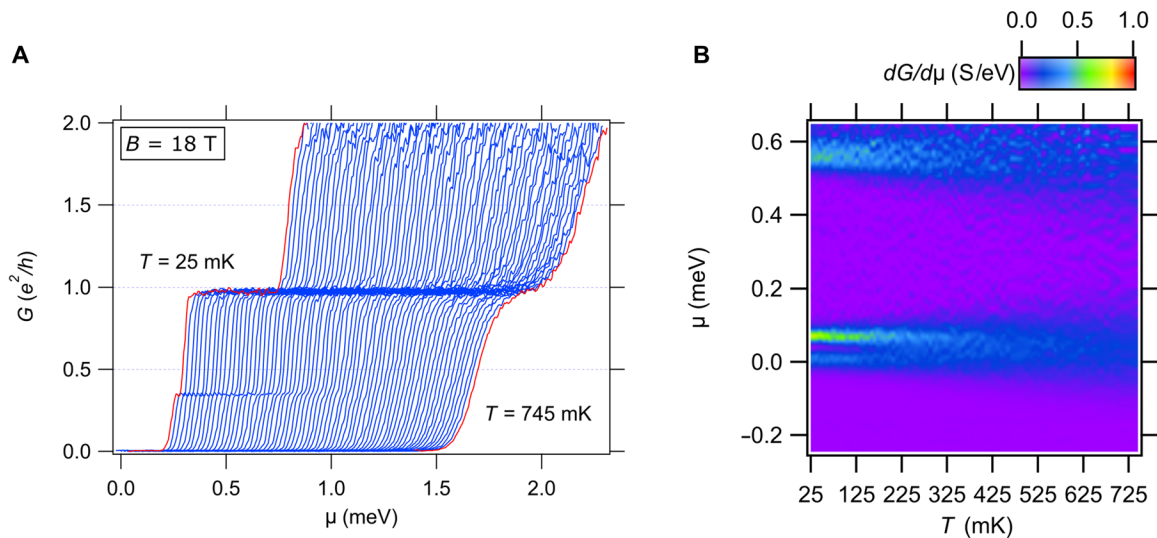 A
B = 18 T
T = 25 mK
T = 745 mK
G (e²/h)
2.0
1.5
1.0
0.5
0.0
0.0 0.5 1.0 1.5 2.0
μ (meV)
B
0.0 0.5 1.0
dG/dμ (S/eV)
μ (meV)
0.6
0.4
0.2
0.0
−0.2
25 125 225 325 425 525 625 725
T (mK)